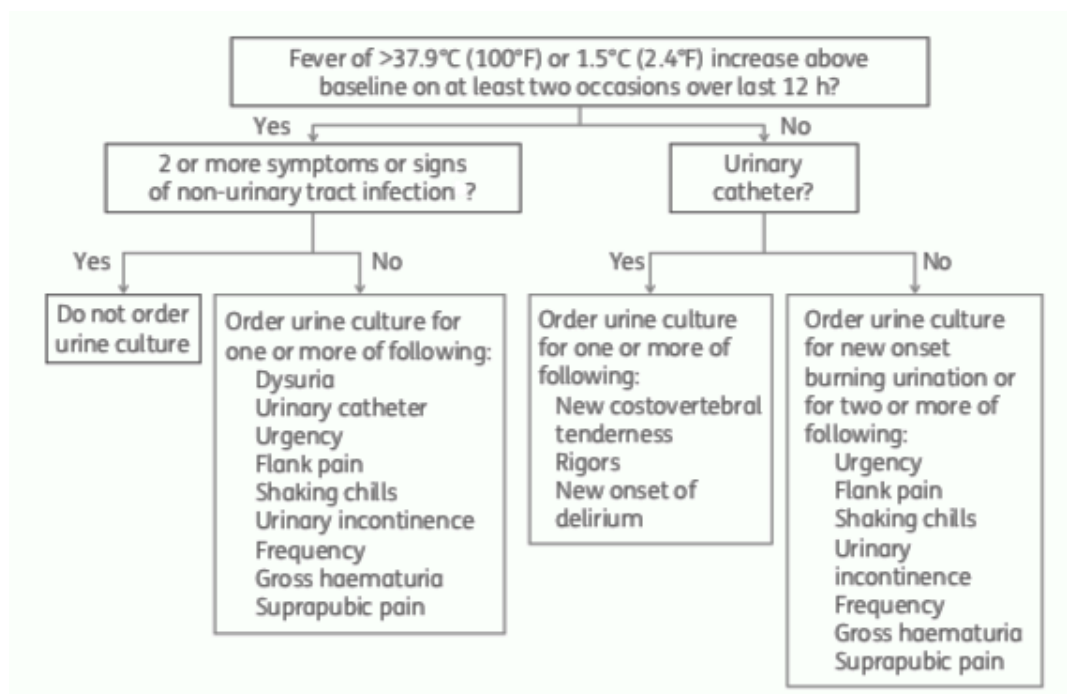 Fever of >37.9°C (100°F) or 1.5°C (2.4°F) increase above
baseline on at least two occasions over last 12 h?
Yes
No
2 or more symptoms or signs
of non-urinary tract infection ?
Urinary
catheter?
Yes
No
Yes
No
Do not order
urine culture
Order urine culture for
one or more of following:
Dysuria
Urinary catheter
Urgency
Flank pain
Shaking chills
Urinary incontinence
Frequency
Gross haematuria
Suprapubic pain
Order urine culture
for one or more of
following:
New costovertebral
tenderness
Rigors
New onset of
delirium
Order urine culture
for new onset
burning urination or
for two or more of
following:
Urgency
Flank pain
Shaking chills
Urinary
incontinence
Frequency
Gross haematuria
Suprapubic pain